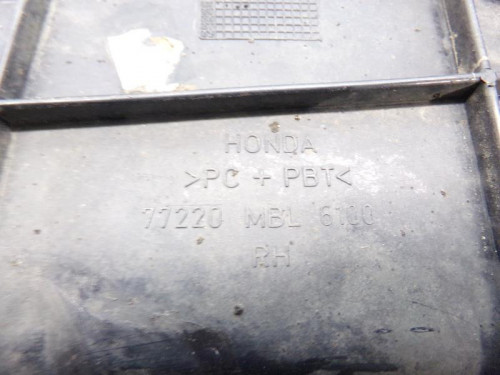 HONDA
>PC + PBT<
77220 MBL 6100
RH